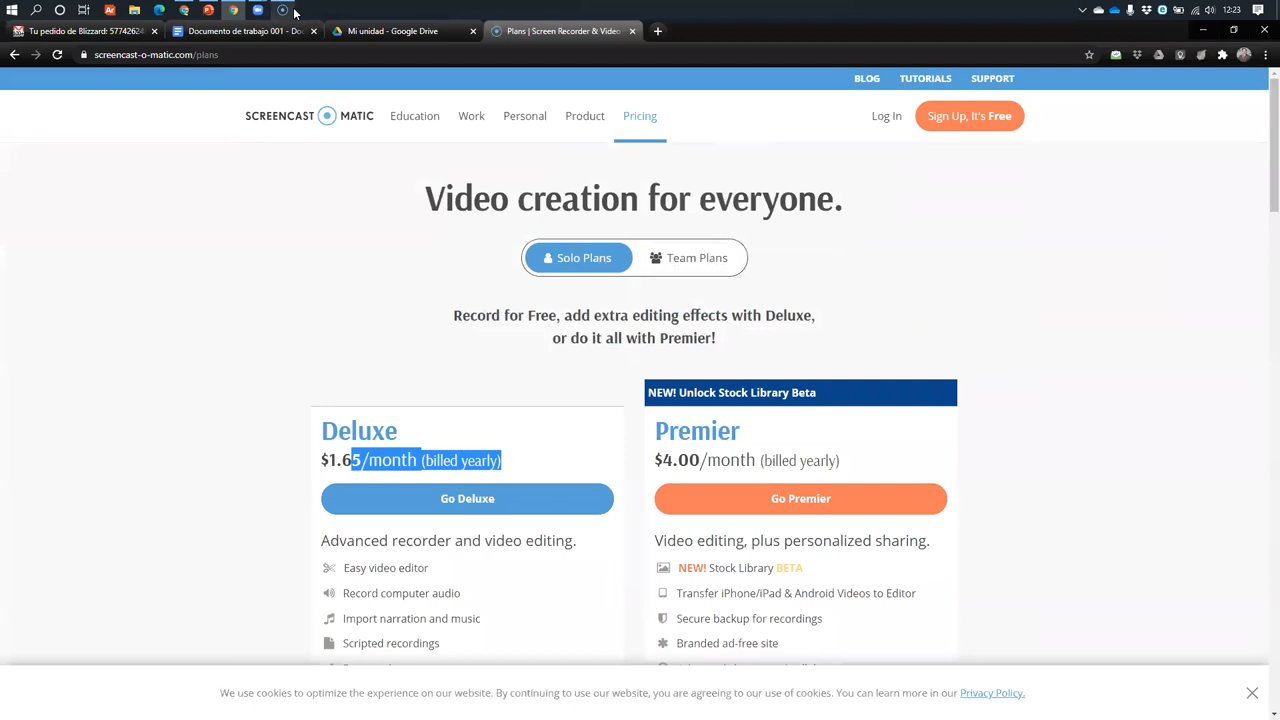 12:23
Tu pedido de Blizzard: 57742624
Documento de trabajo 001 - Doc
Mi unidad - Google Drive
Plans | Screen Recorder & Video
screencast-o-matic.com/plans
BLOG TUTORIALS SUPPORT
SCREENCAST O MATIC Education Work Personal Product Pricing Log In Sign Up, It's Free
Video creation for everyone.
Solo Plans Team Plans
Record for Free, add extra editing effects with Deluxe,
or do it all with Premier!
NEW! Unlock Stock Library Beta
Deluxe
$1.65/month (billed yearly)
Go Deluxe
Advanced recorder and video editing.
Easy video editor
Record computer audio
Import narration and music
Scripted recordings
Premier
$4.00/month (billed yearly)
Go Premier
Video editing, plus personalized sharing.
NEW! Stock Library BETA
Transfer iPhone/iPad & Android Videos to Editor
Secure backup for recordings
Branded ad-free site
We use cookies to optimize the experience on our website. By continuing to use our website, you are agreeing to our use of cookies. You can learn more in our Privacy Policy.